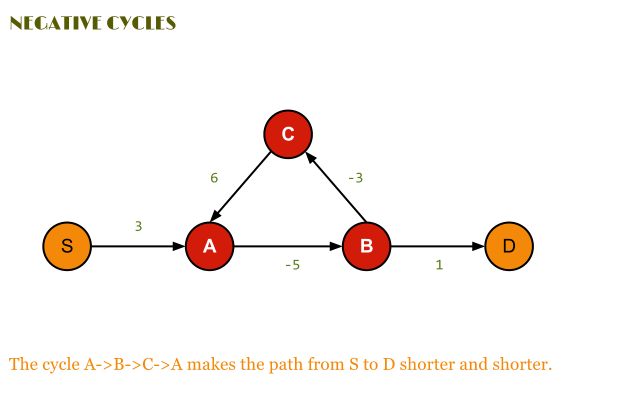 NEGATIVE CYCLES
C
6
-3
3
S
A
B
D
-5
1
The cycle A->B->C->A makes the path from S to D shorter and shorter.